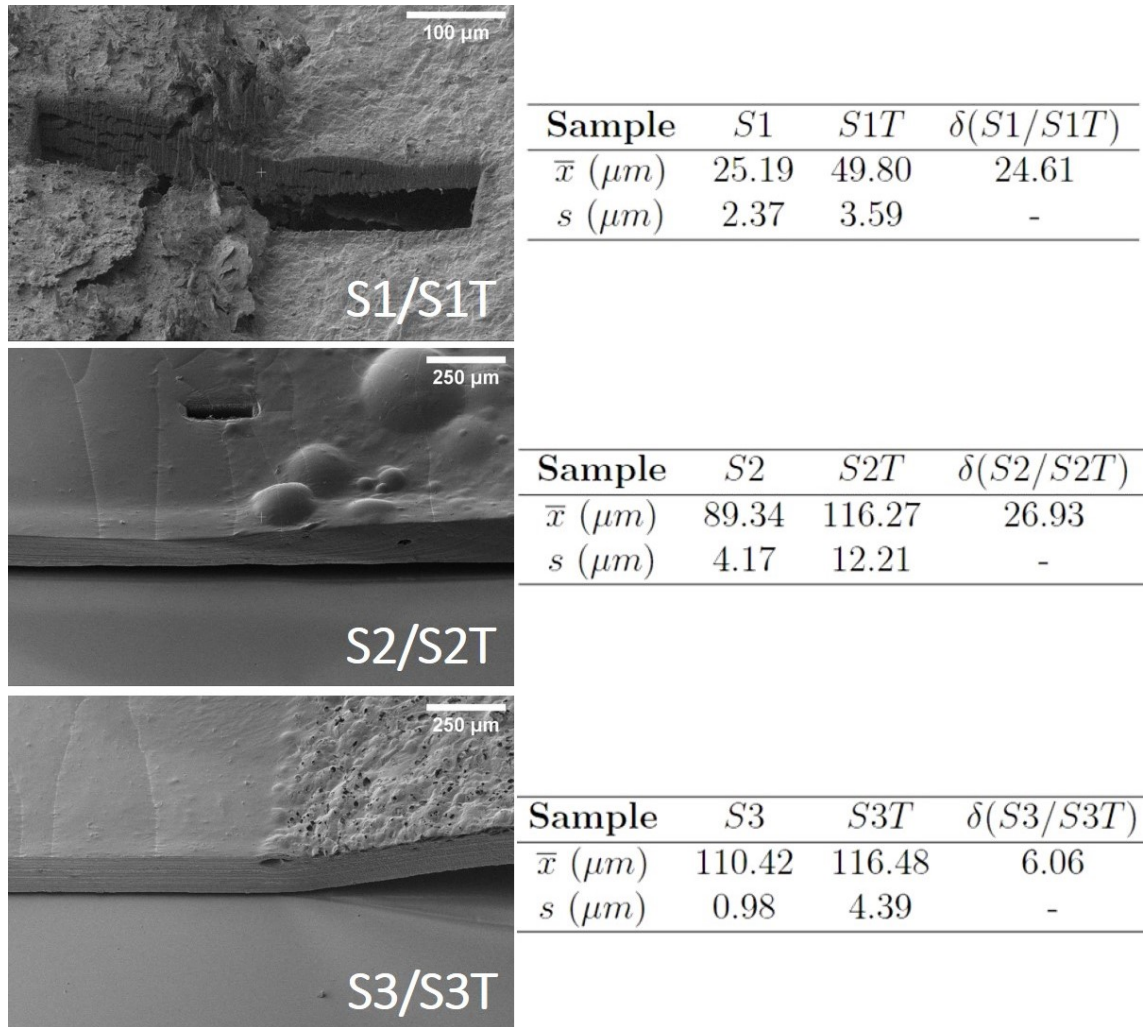 100 µm
S1/S1T
Sample S1 S1T δ(S1/S1T)
x̅ (µm) 25.19 49.80 24.61
s (µm) 2.37 3.59 -
250 µm
S2/S2T
Sample S2 S2T δ(S2/S2T)
x̅ (µm) 89.34 116.27 26.93
s (µm) 4.17 12.21 -
250 µm
S3/S3T
Sample S3 S3T δ(S3/S3T)
x̅ (µm) 110.42 116.48 6.06
s (µm) 0.98 4.39 -